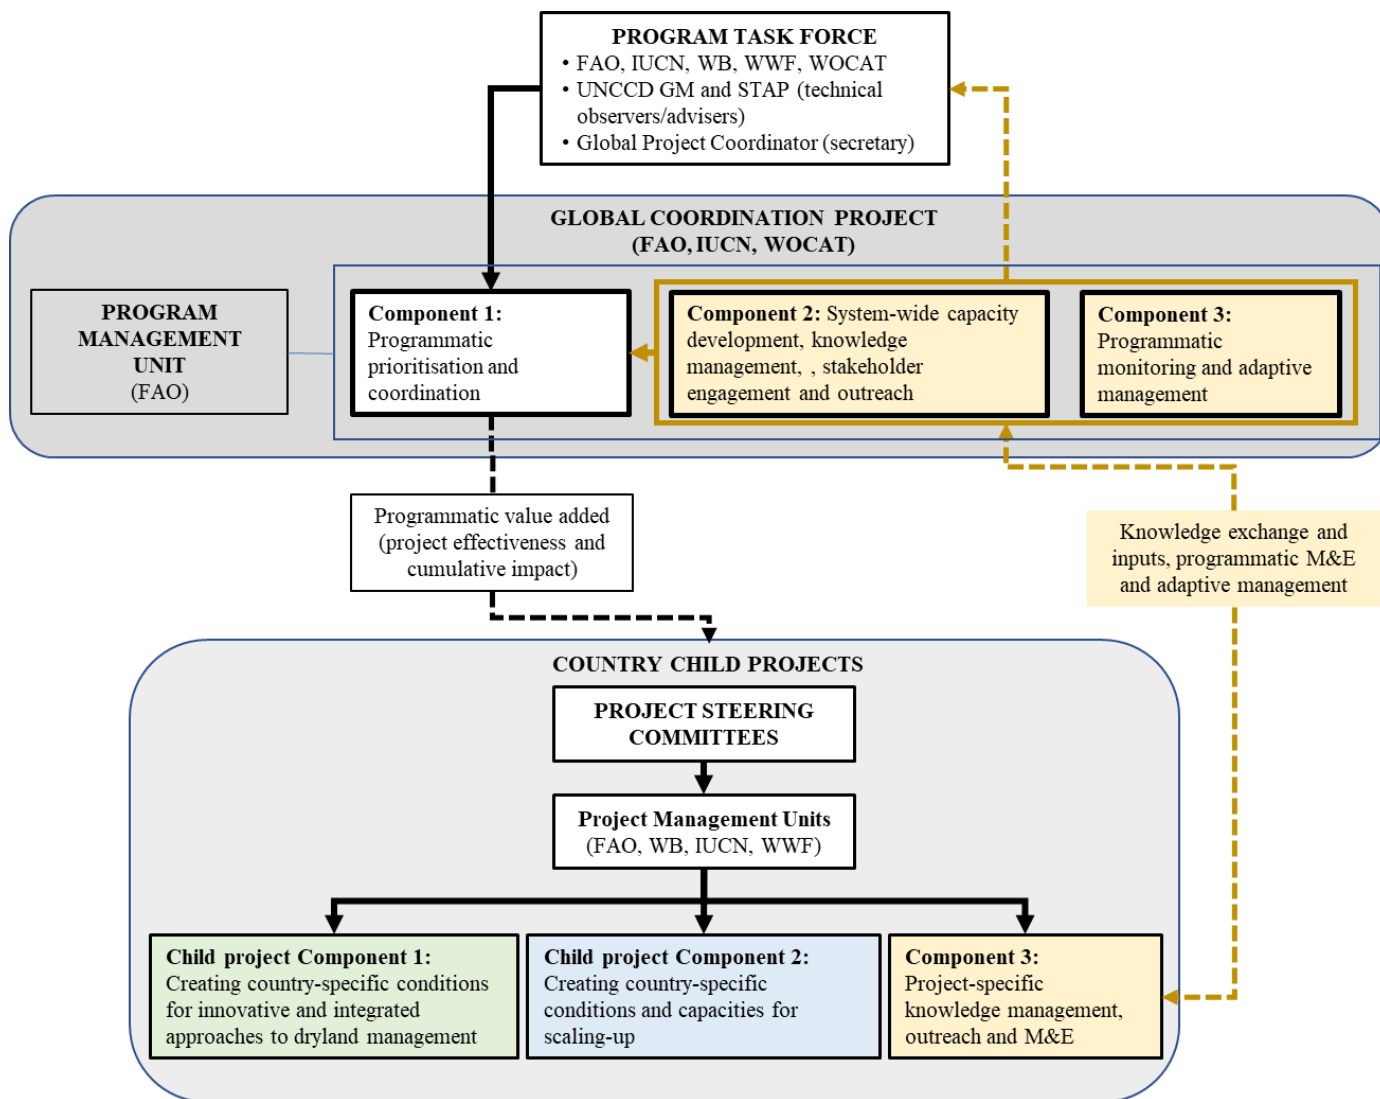 PROGRAM TASK FORCE
• FAO, IUCN, WB, WWF, WOCAT
• UNCCD GM and STAP (technical
observers/advisers)
• Global Project Coordinator (secretary)
GLOBAL COORDINATION PROJECT
(FAO, IUCN, WOCAT)
PROGRAM
MANAGEMENT
UNIT
(FAO)
Component 1:
Programmatic
prioritisation and
coordination
Component 2: System-wide capacity
development, knowledge
management, , stakeholder
engagement and outreach
Component 3:
Programmatic
monitoring and adaptive
management
Programmatic value added
(project effectiveness and
cumulative impact)
Knowledge exchange and
inputs, programmatic M&E
and adaptive management
COUNTRY CHILD PROJECTS
PROJECT STEERING
COMMITTEES
Project Management Units
(FAO, WB, IUCN, WWF)
Child project Component 1:
Creating country-specific conditions
for innovative and integrated
approaches to dryland management
Child project Component 2:
Creating country-specific
conditions and capacities for
scaling-up
Component 3:
Project-specific
knowledge management,
outreach and M&E